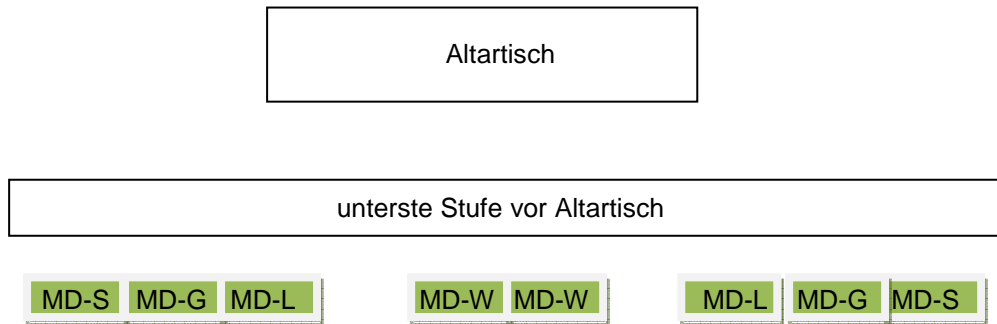 Altartisch
unterste Stufe vor Altartisch
MD-S MD-G MD-L MD-W MD-W MD-L MD-G MD-S